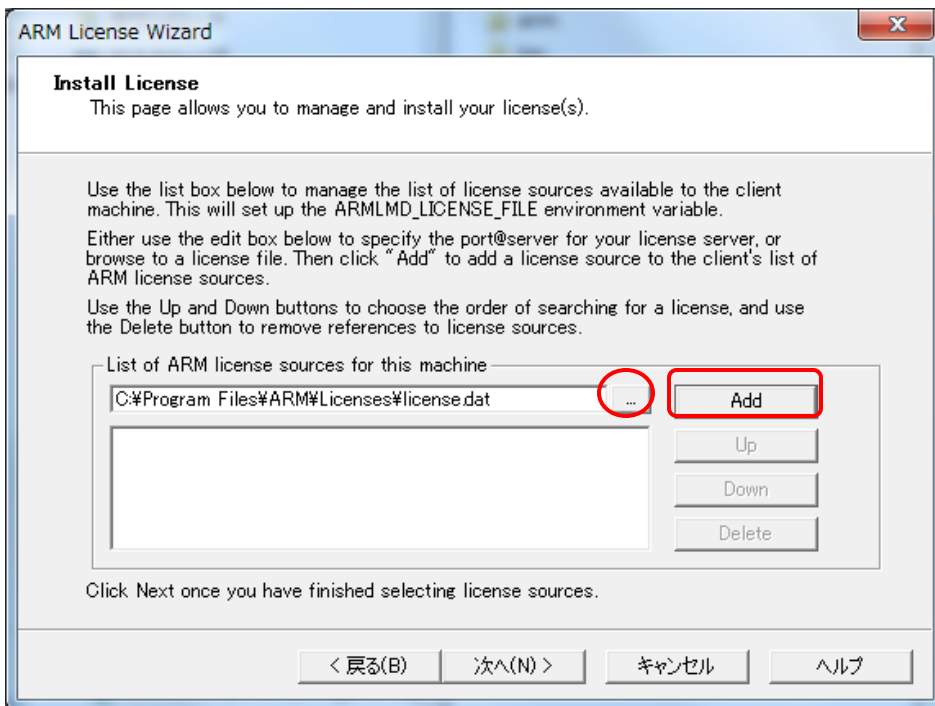 ARM License Wizard
Install License
This page allows you to manage and install your license(s).
Use the list box below to manage the list of license sources available to the client
machine. This will set up the ARMLMD_LICENSE_FILE environment variable.
Either use the edit box below to specify the port@server for your license server, or
browse to a license file. Then click "Add" to add a license source to the client's list of
ARM license sources.
Use the Up and Down buttons to choose the order of searching for a license, and use
the Delete button to remove references to license sources.
List of ARM license sources for this machine
C:¥Program Files¥ARM¥Licenses¥license.dat
...
Add
Up
Down
Delete
Click Next once you have finished selecting license sources.
< 戻る(B)
次へ(N) >
キャンセル
ヘルプ